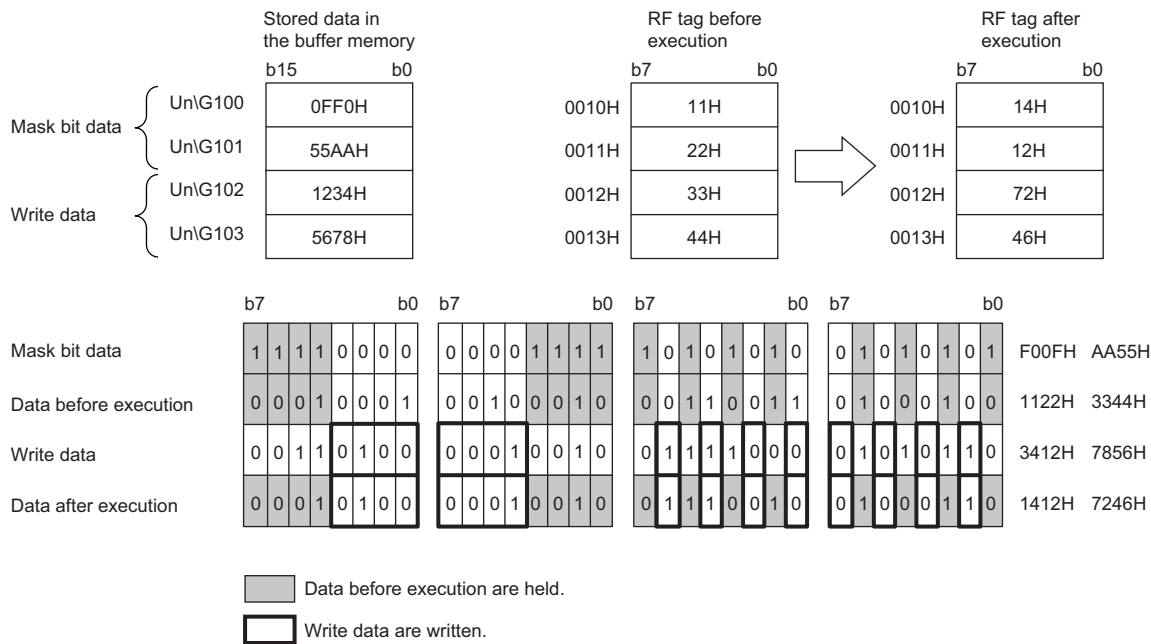 Stored data in
the buffer memory
RF tag before
execution
RF tag after
execution
b15 b0
b7 b0
b7 b0
Mask bit data
Un\G100 0FF0H
Un\G101 55AAH
Write data
Un\G102 1234H
Un\G103 5678H
0010H 11H
0011H 22H
0012H 33H
0013H 44H
0010H 14H
0011H 12H
0012H 72H
0013H 46H
b7 b0 b7 b0 b7 b0 b7 b0
Mask bit data 1 1 1 1 0 0 0 0 0 0 0 0 1 1 1 1 1 0 1 0 1 0 1 0 0 1 0 1 0 1 0 1 F00FH AA55H
Data before execution 0 0 0 1 0 0 0 1 0 0 1 0 0 0 1 0 0 0 1 1 0 0 1 1 0 1 0 0 0 1 0 0 1122H 3344H
Write data 0 0 1 1 0 1 0 0 0 0 0 1 0 0 1 0 0 1 1 1 1 0 0 0 0 1 0 1 0 1 1 0 3412H 7856H
Data after execution 0 0 0 1 0 1 0 0 0 0 0 1 0 0 1 0 0 1 1 1 0 0 1 0 0 1 0 0 0 1 1 0 1412H 7246H
Data before execution are held.
Write data are written.